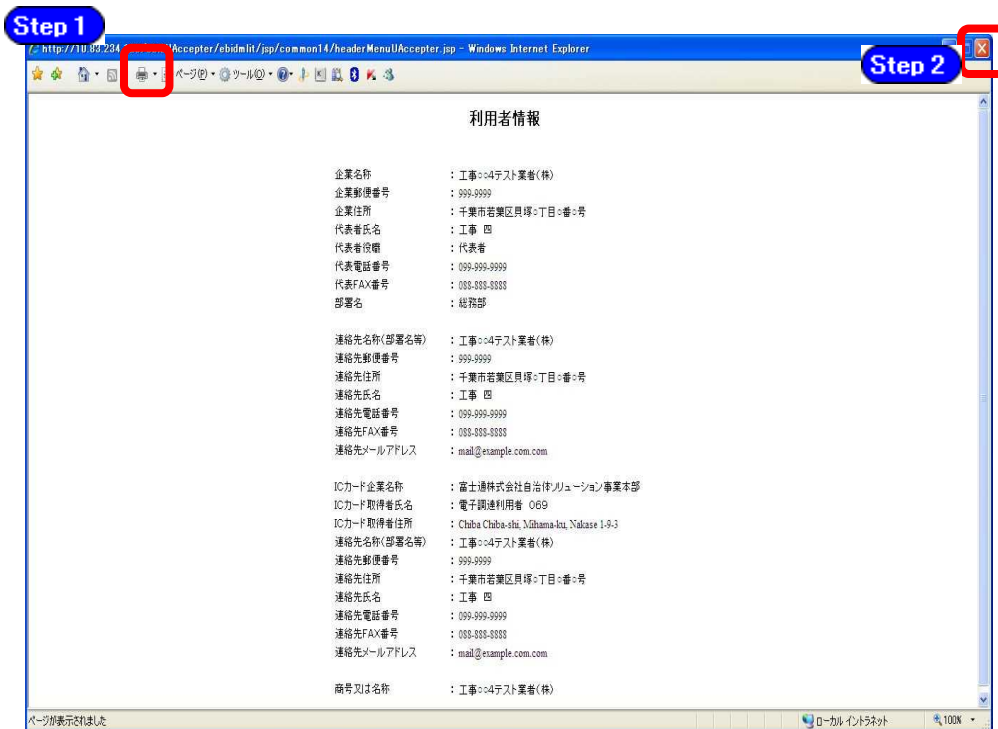 Step 1
http://10.83.234 Accepter/ebidmlit/jsp/common14/headerMenuUAccepter.jsp - Windows Internet Explorer
ページ(P) ツール(O)
Step 2
利用者情報
企業名称 : 工事○○4テスト業者(株)
企業郵便番号 : 999-9999
企業住所 : 千葉市若葉区貝塚○丁目○番○号
代表者氏名 : 工事 四
代表者役職 : 代表者
代表電話番号 : 099-999-9999
代表FAX番号 : 088-888-8888
部署名 : 総務部
連絡先名称(部署名等) : 工事○○4テスト業者(株)
連絡先郵便番号 : 999-9999
連絡先住所 : 千葉市若葉区貝塚○丁目○番○号
連絡先氏名 : 工事 四
連絡先電話番号 : 099-999-9999
連絡先FAX番号 : 088-888-8888
連絡先メールアドレス : mail@example.com.com
ICカード企業名称 : 富士通株式会社自治体ソリューション事業本部
ICカード取得者氏名 : 電子調達利用者 069
ICカード取得者住所 : Chiba Chiba-shi, Mihama-ku, Nakase 1-9-3
連絡先名称(部署名等) : 工事○○4テスト業者(株)
連絡先郵便番号 : 999-9999
連絡先住所 : 千葉市若葉区貝塚○丁目○番○号
連絡先氏名 : 工事 四
連絡先電話番号 : 099-999-9999
連絡先FAX番号 : 088-888-8888
連絡先メールアドレス : mail@example.com.com
商号又は名称 : 工事○○4テスト業者(株)
ページが表示されました ローカル イントラネット 100%